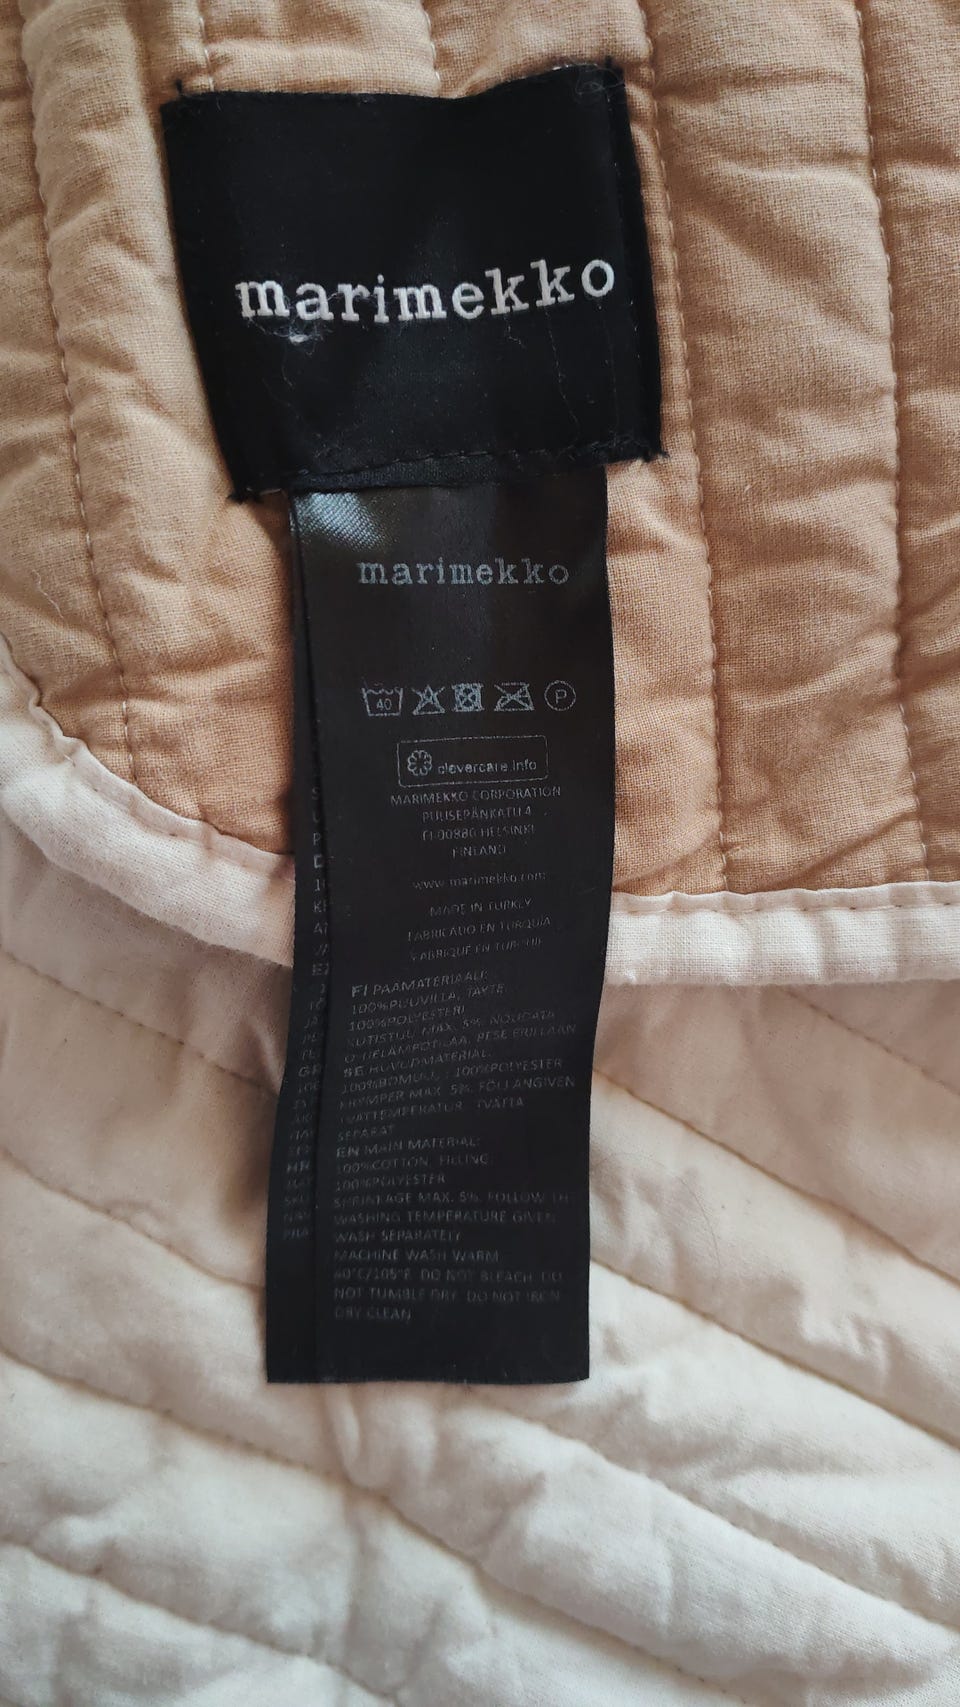 marimekko
marimekko
40 P
clevercare.info
MARIMEKKO CORPORATION
PUUSEPÄNKATU 4
FI-00880 HELSINKI
FINLAND
www.marimekko.com
MADE IN TURKEY
FABRICADO EN TURQUÍA
FABRIQUÉ EN TURQUIE
FI PÄÄMATERIAALI:
100%PUUVILLA, TÄYTE:
100%POLYESTERI
KUTISTUU MAX. 5%. NOUDATA
PESE ERILLÄÄN
SE HUVUDMATERIAL:
100%BOMULL, 100%POLYESTER
KRYMPER MAX. 5%. FÖLJ ANGIVEN
TVÄTTEMPERATUR. TVÄTTA
SEPARAT
EN MAIN MATERIAL:
100%COTTON, FILLING:
100%POLYESTER
SHRINKAGE MAX. 5%. FOLLOW THE
WASHING TEMPERATURE GIVEN.
WASH SEPARATELY
MACHINE WASH WARM
40°C/105°F. DO NOT BLEACH. DO
NOT TUMBLE DRY. DO NOT IRON.
DRY CLEAN